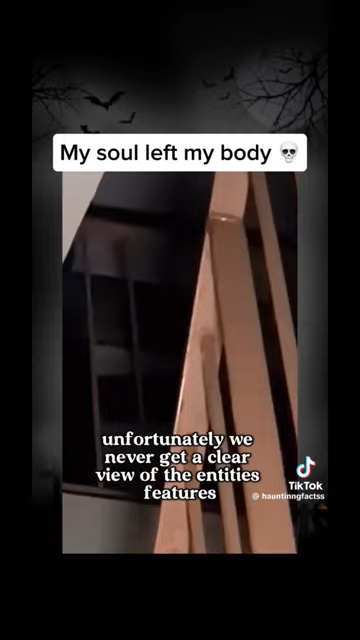 My soul left my body 💀
unfortunately we
never get a clear
view of the entities
features
TikTok
@ hauntinngfactss